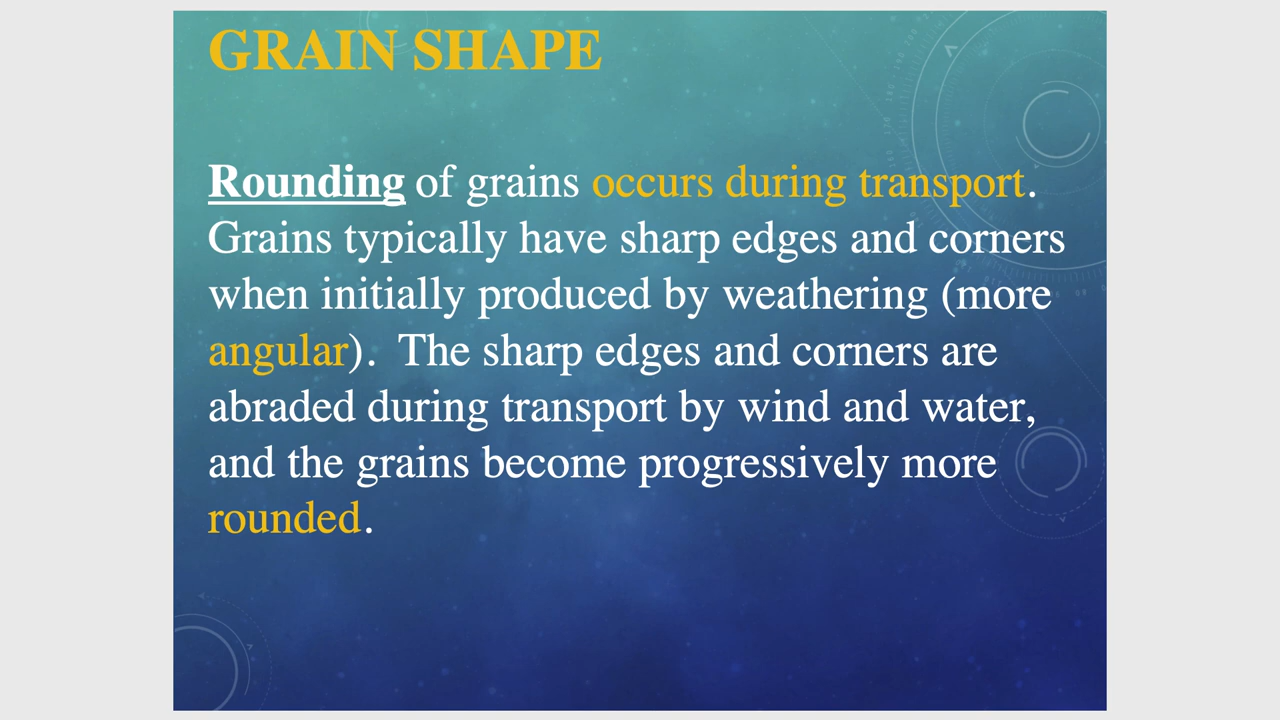 GRAIN SHAPE
Rounding of grains occurs during transport.
Grains typically have sharp edges and corners
when initially produced by weathering (more
angular).  The sharp edges and corners are
abraded during transport by wind and water,
and the grains become progressively more
rounded.